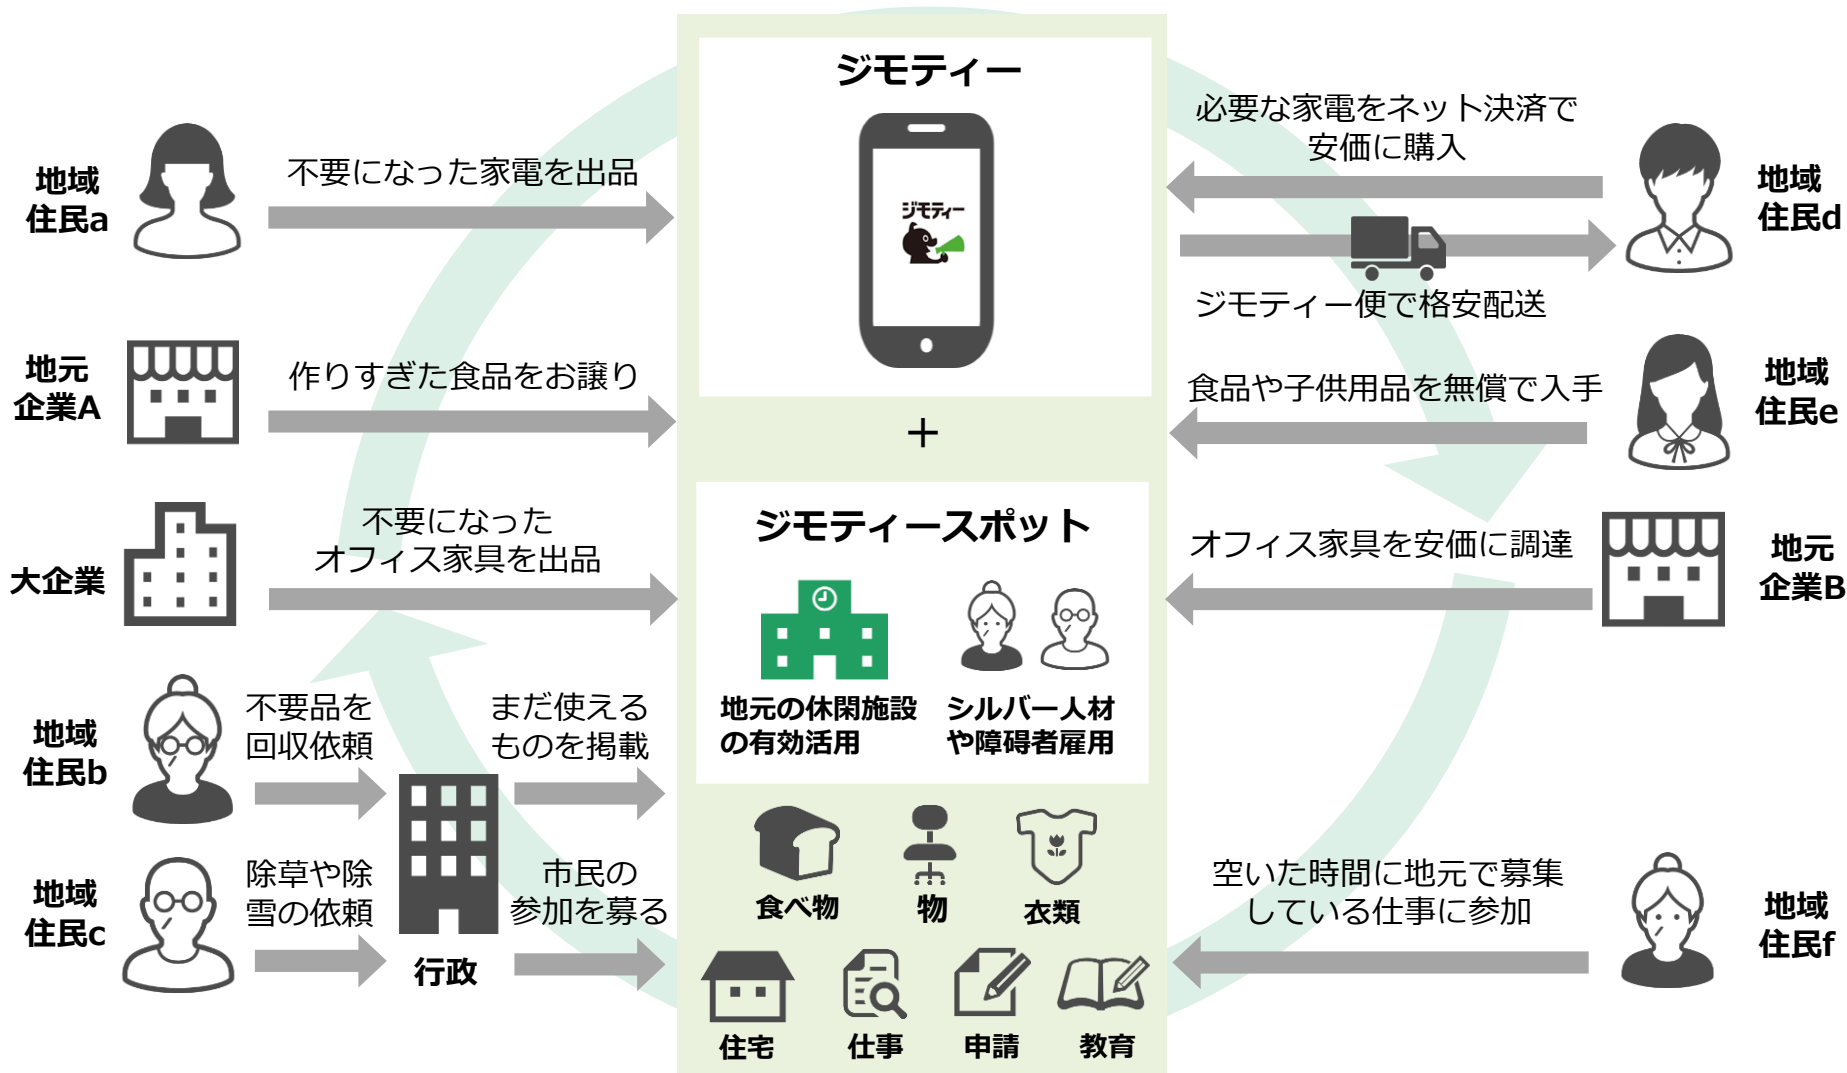 ジモティー
ジモティー
地域
住民a
不要になった家電を出品
地元
企業A
作りすぎた食品をお譲り
大企業
不要になった
オフィス家具を出品
地域
住民b
不要品を
回収依頼
まだ使える
ものを掲載
地域
住民c
除草や除
雪の依頼
行政
市民の
参加を募る
＋
ジモティースポット
地元の休閑施設
の有効活用
シルバー人材
や障碍者雇用
食べ物
物
衣類
住宅
仕事
申請
教育
必要な家電をネット決済で
安価に購入
地域
住民d
ジモティー便で格安配送
食品や子供用品を無償で入手
地域
住民e
オフィス家具を安価に調達
地元
企業B
空いた時間に地元で募集
している仕事に参加
地域
住民f